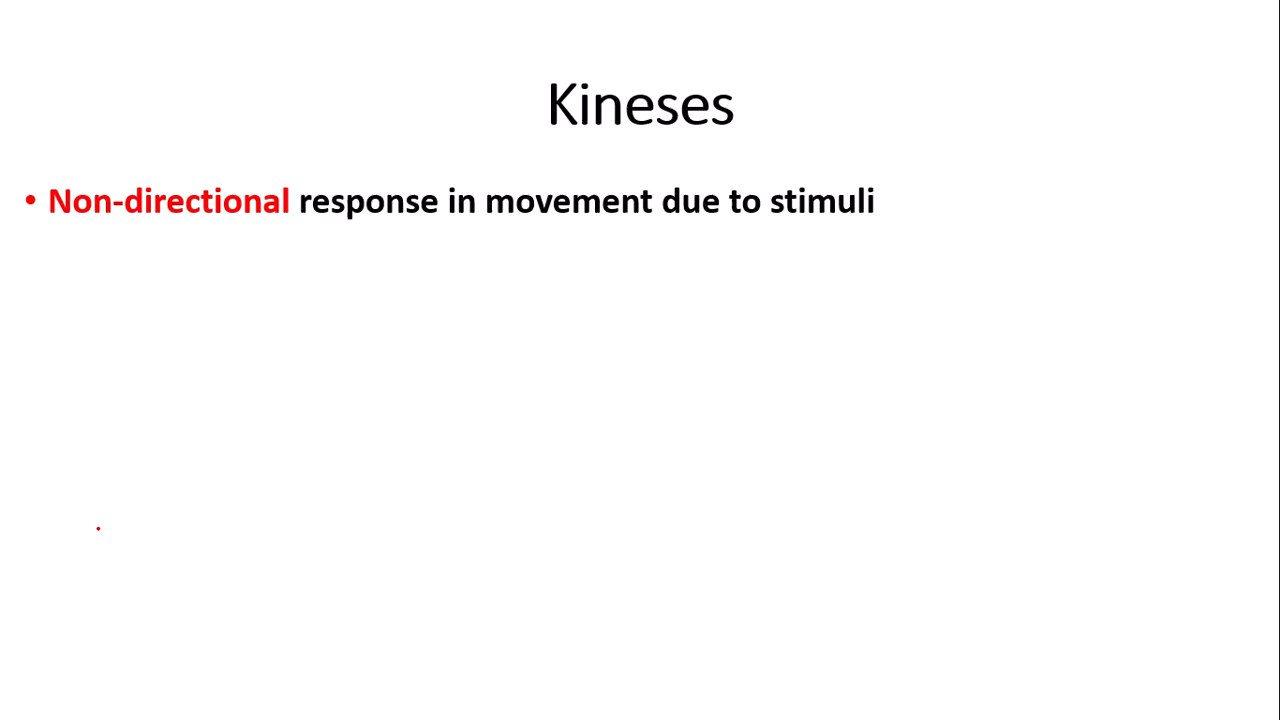 Kineses
• Non-directional response in movement due to stimuli